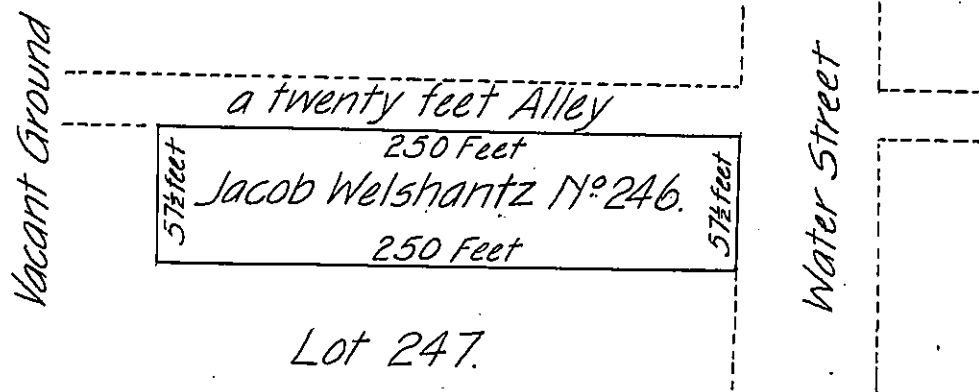 Vacant Ground
a twenty feet Alley
250 Feet
57½ feet
Jacob Welshantz Nº 246.
57½ feet
250 Feet
Water Street
Lot 247.